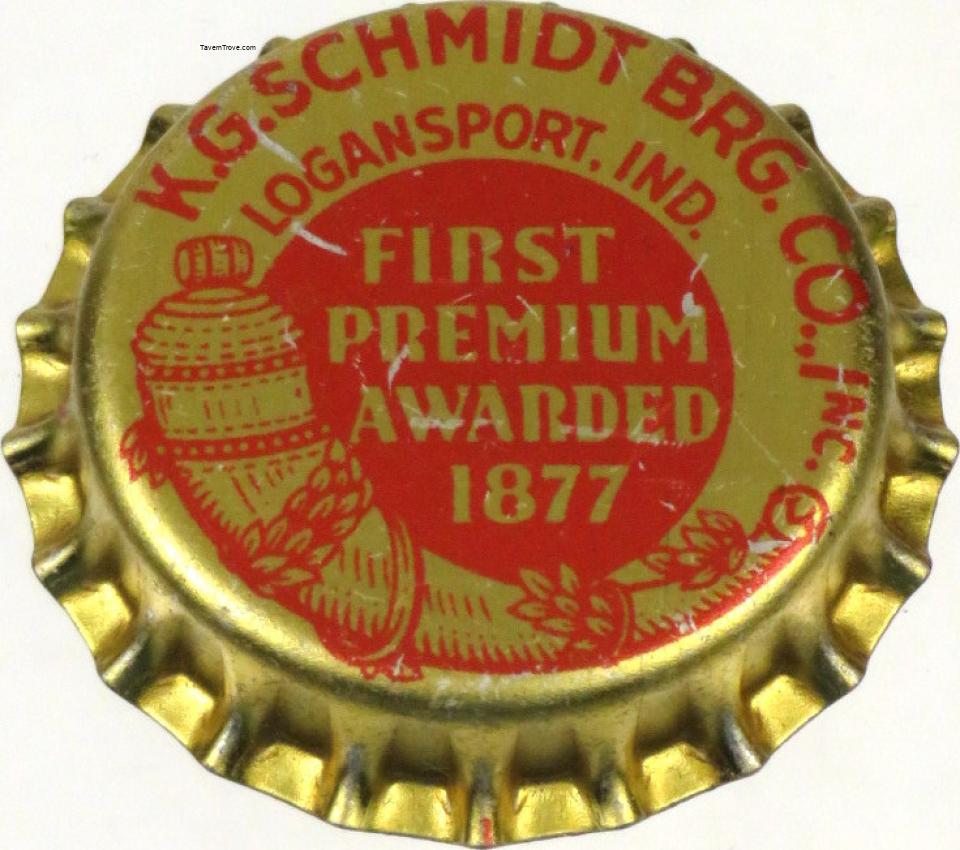 TavernTrove.com
K.G. SCHMIDT BRG. CO., INC.
LOGANSPORT, IND.
FIRST
PREMIUM
AWARDED
1877